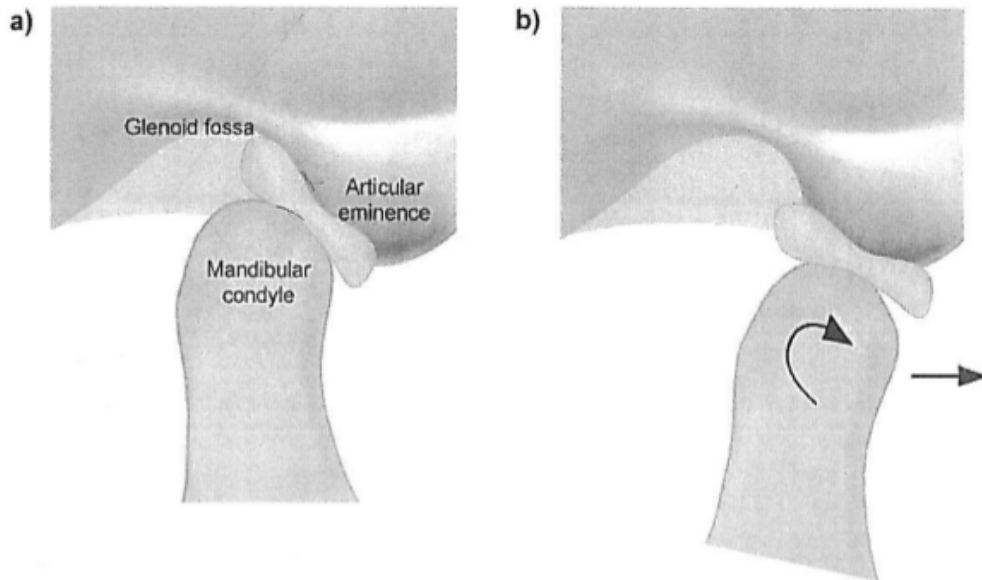 a)
b)
Glenoid fossa
Articular
eminence
Mandibular
condyle